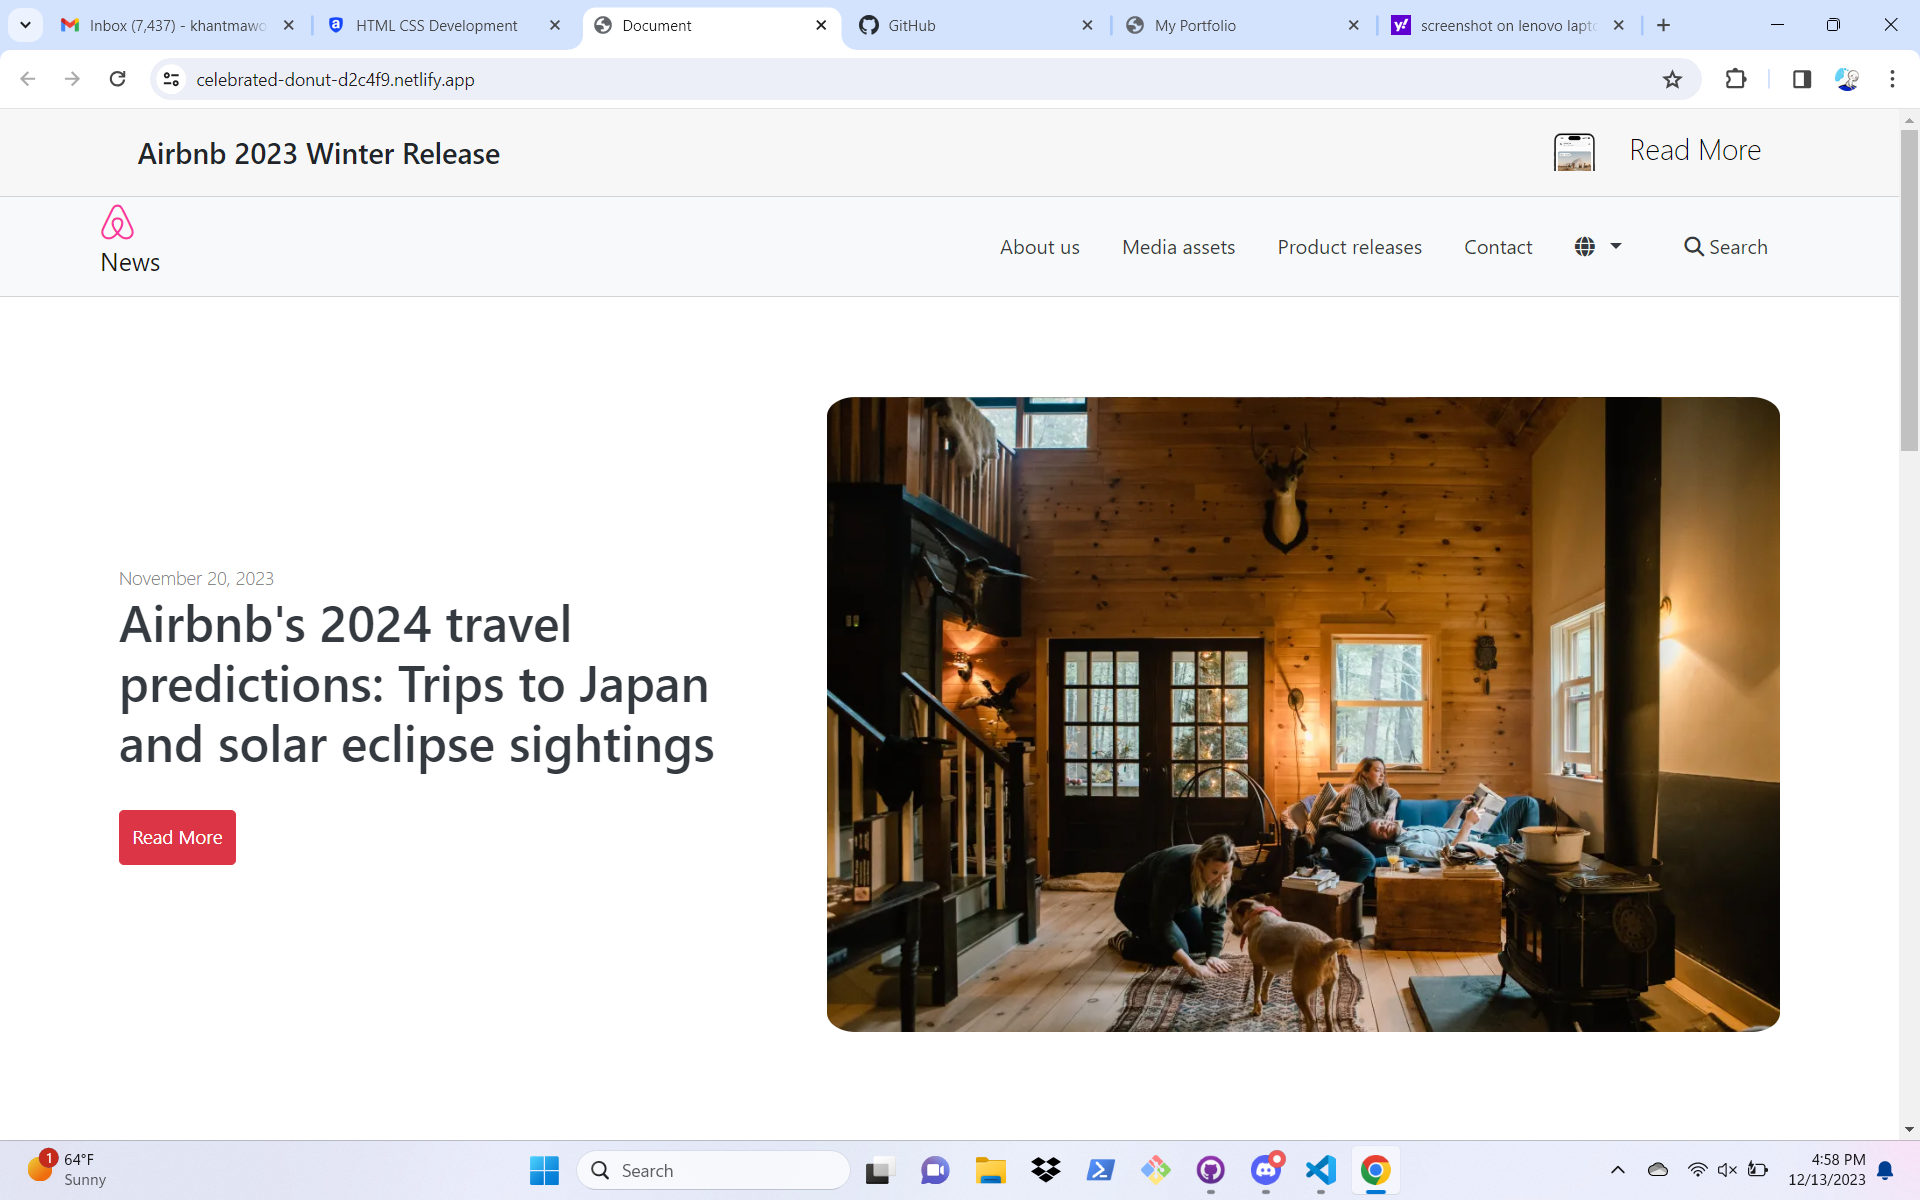 Inbox (7,437) - khantmawo
HTML CSS Development
Document
GitHub
My Portfolio
screenshot on lenovo lapto
celebrated-donut-d2c4f9.netlify.app
Airbnb 2023 Winter Release
Read More
News
About us
Media assets
Product releases
Contact
Search
November 20, 2023
Airbnb's 2024 travel
predictions: Trips to Japan
and solar eclipse sightings
Read More
1
64°F
Sunny
Search
4:58 PM
12/13/2023